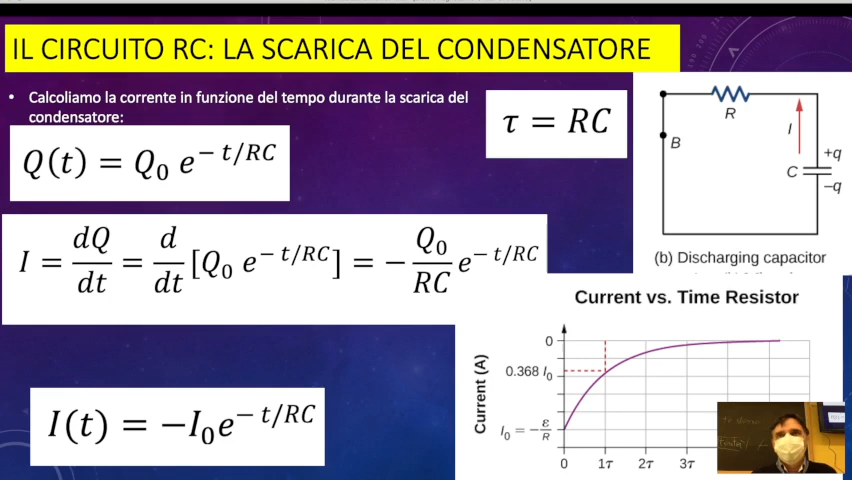 IL CIRCUITO RC: LA SCARICA DEL CONDENSATORE
• Calcoliamo la corrente in funzione del tempo durante la scarica del
condensatore:
τ = RC
Q(t) = Q₀ e^{− t/RC}
I = dQ/dt = d/dt [Q₀ e^{− t/RC}] = − Q₀/RC e^{− t/RC}
I(t) = −I₀e^{− t/RC}
R
I
B
C
+q
−q
(b) Discharging capacitor
Current vs. Time Resistor
Current (A)
0
0.368 I₀
I₀ = − ε/R
0 1τ 2τ 3τ